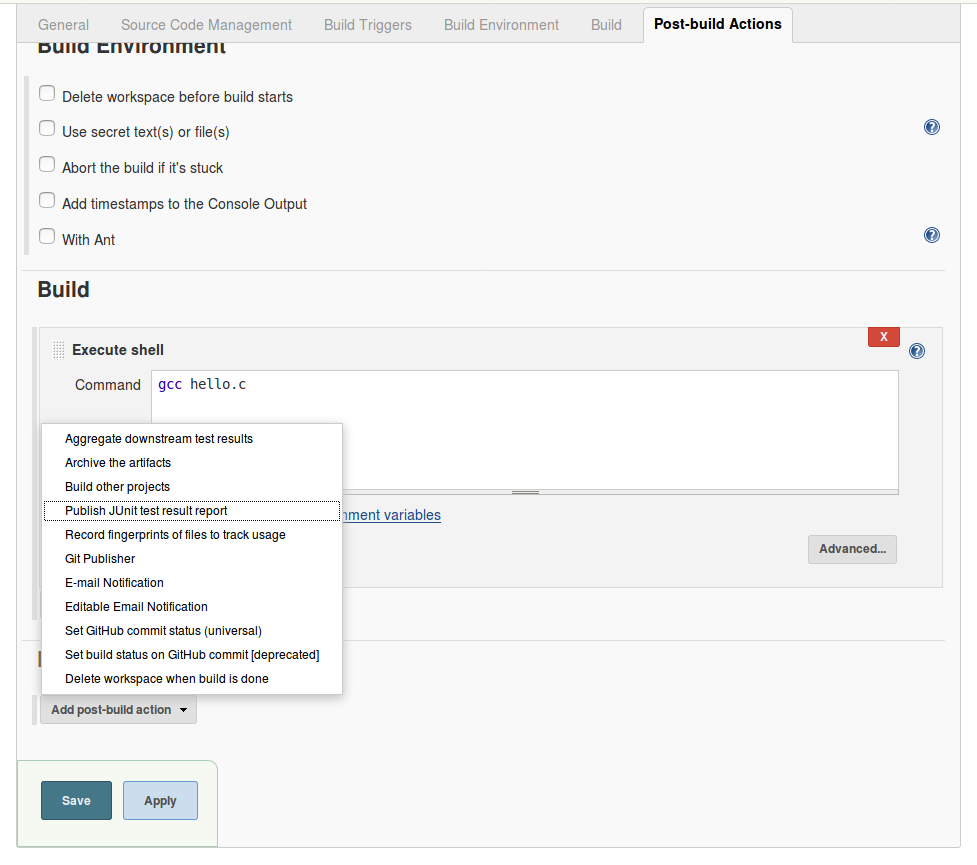 General Source Code Management Build Triggers Build Environment Build Post-build Actions
Build Environment
Delete workspace before build starts
Use secret text(s) or file(s)
Abort the build if it's stuck
Add timestamps to the Console Output
With Ant
Build
X
Execute shell
Command gcc hello.c
Aggregate downstream test results
Archive the artifacts
Build other projects
Publish JUnit test result report
variables
Record fingerprints of files to track usage
Advanced...
Git Publisher
E-mail Notification
Editable Email Notification
Set GitHub commit status (universal)
Set build status on GitHub commit [deprecated]
Delete workspace when build is done
Add post-build action
Save Apply